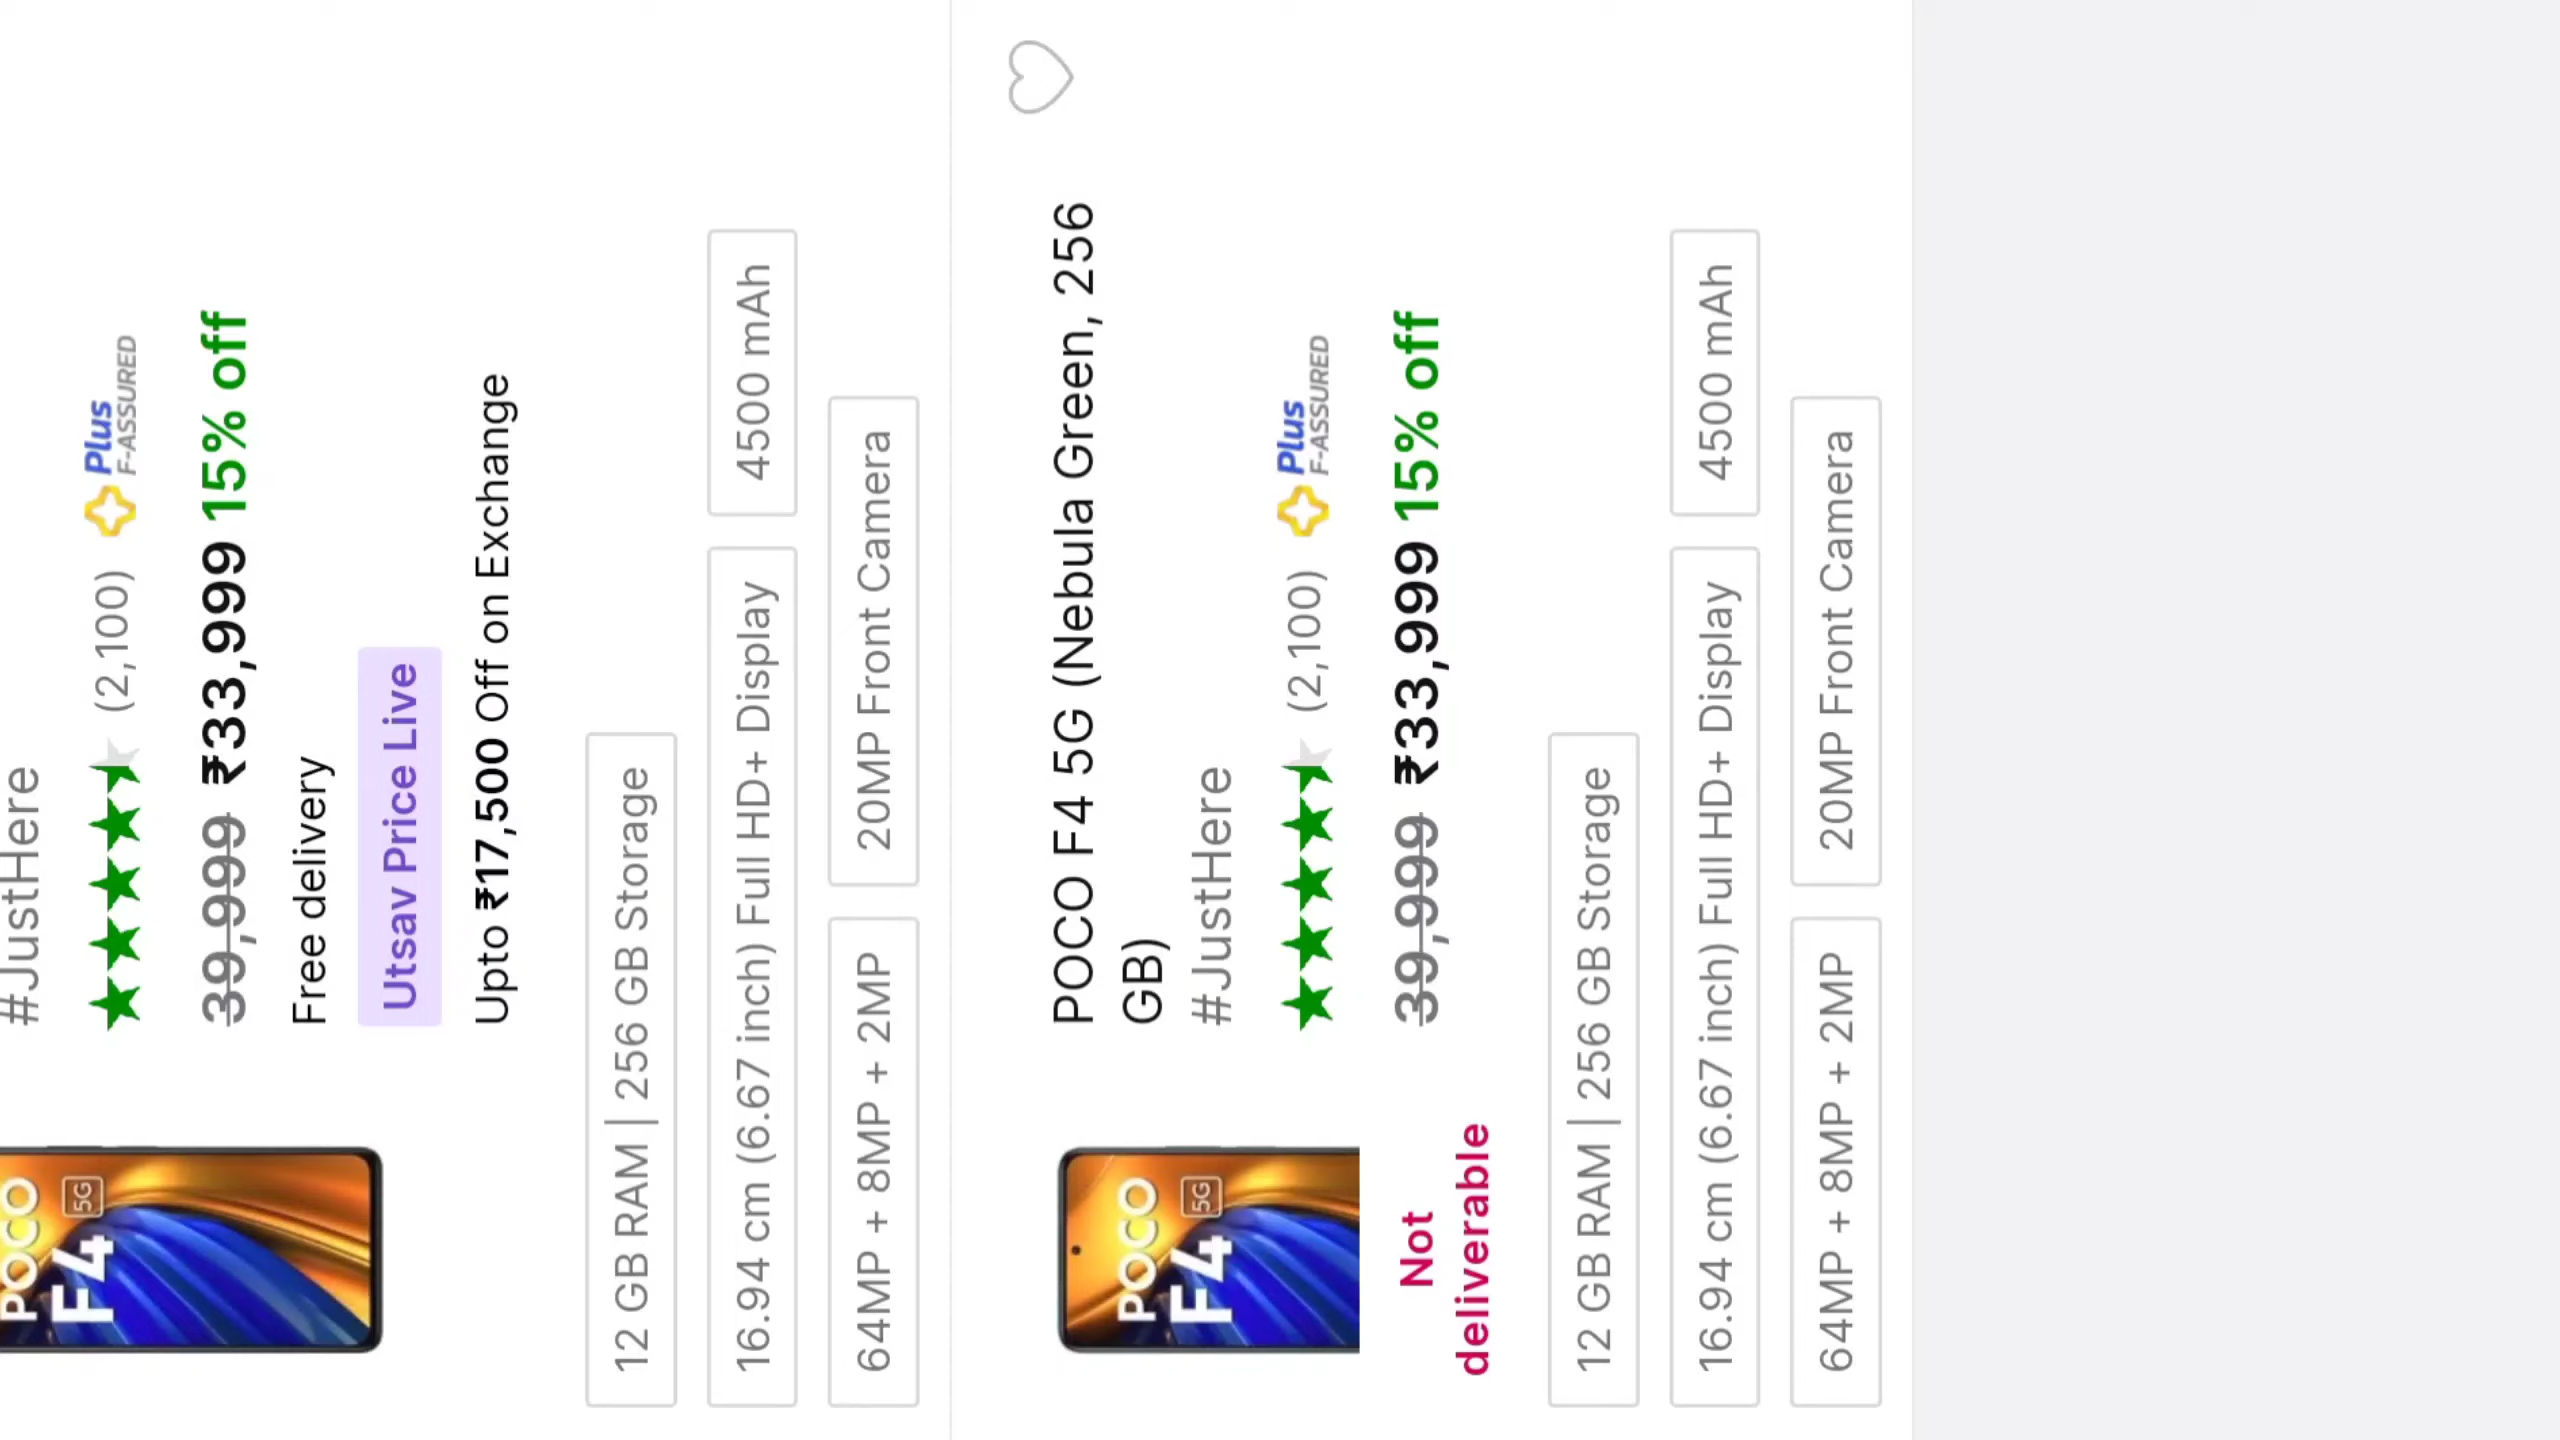 #JustHere
(2,100) Plus F-ASSURED
39,999 ₹33,999 15% off
Free delivery
Utsav Price Live
Upto ₹17,500 Off on Exchange
POCO
F4 5G
12 GB RAM | 256 GB Storage
16.94 cm (6.67 inch) Full HD+ Display
4500 mAh
64MP + 8MP + 2MP
20MP Front Camera
POCO F4 5G (Nebula Green, 256
GB)
#JustHere
(2,100) Plus F-ASSURED
39,999 ₹33,999 15% off
POCO
F4 5G
Not
deliverable
12 GB RAM | 256 GB Storage
16.94 cm (6.67 inch) Full HD+ Display
4500 mAh
64MP + 8MP + 2MP
20MP Front Camera